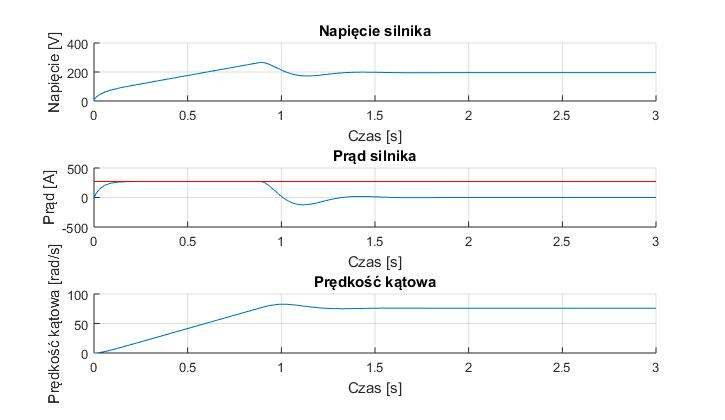 Napięcie silnika
Napięcie [V]
400
200
0
0 0.5 1 1.5 2 2.5 3
Czas [s]
Prąd silnika
Prąd [A]
500
0
-500
0 0.5 1 1.5 2 2.5 3
Czas [s]
Prędkość kątowa
Prędkość kątowa [rad/s]
100
50
0
0 0.5 1 1.5 2 2.5 3
Czas [s]